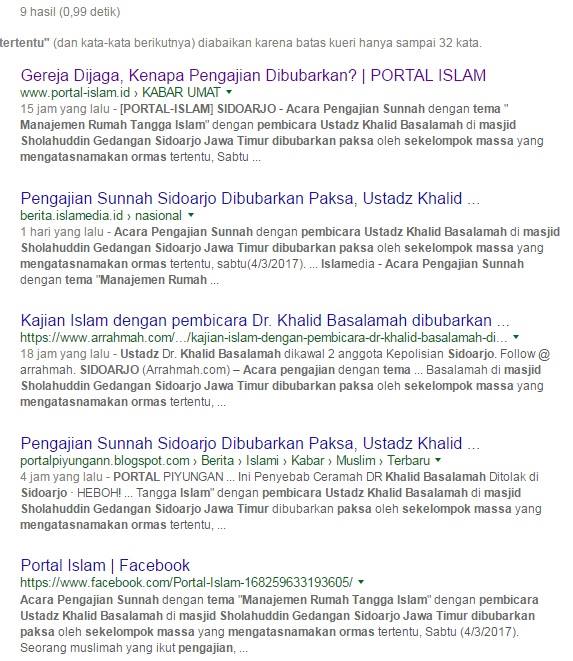 9 hasil (0,99 detik)
tertentu" (dan kata-kata berikutnya) diabaikan karena batas kueri hanya sampai 32 kata.
Gereja Dijaga, Kenapa Pengajian Dibubarkan? | PORTAL ISLAM
www.portal-islam.id › KABAR UMAT ▼
15 jam yang lalu - [PORTAL-ISLAM] SIDOARJO - Acara Pengajian Sunnah dengan tema "
Manajemen Rumah Tangga Islam" dengan pembicara Ustadz Khalid Basalamah di masjid
Sholahuddin Gedangan Sidoarjo Jawa Timur dibubarkan paksa oleh sekelompok massa yang
mengatasnamakan ormas tertentu, Sabtu ...
Pengajian Sunnah Sidoarjo Dibubarkan Paksa, Ustadz Khalid ...
berita.islamedia.id › nasional ▼
1 hari yang lalu - Acara Pengajian Sunnah dengan pembicara Ustadz Khalid Basalamah di masjid
Sholahuddin Gedangan Sidoarjo Jawa Timur dibubarkan paksa oleh sekelompok massa yang
mengatasnamakan ormas tertentu, sabtu(4/3/2017). ... Islamedia - Acara Pengajian Sunnah
dengan tema "Manajemen Rumah ...
Kajian Islam dengan pembicara Dr. Khalid Basalamah dibubarkan ...
https://www.arrahmah.com/.../kajian-islam-dengan-pembicara-dr-khalid-basalamah-di... ▼
18 jam yang lalu - Ustadz Dr. Khalid Basalamah dikawal 2 anggota Kepolisian Sidoarjo. Follow @
arrahmah. SIDOARJO (Arrahmah.com) – Acara pengajian dengan tema ... Basalamah di masjid
Sholahuddin Gedangan Sidoarjo Jawa Timur dibubarkan paksa oleh sekelompok massa yang
mengatasnamakan ormas tertentu, ...
Pengajian Sunnah Sidoarjo Dibubarkan Paksa, Ustadz Khalid ...
portalpiyungann.blogspot.com › Berita › Islami › Kabar › Muslim › Terbaru ▼
4 jam yang lalu - PORTAL PIYUNGAN ... Ini Penyebab Ceramah DR Khalid Basalamah Ditolak di
Sidoarjo · HEBOH! ... Tangga Islam" dengan pembicara Ustadz Khalid Basalamah di masjid
Sholahuddin Gedangan Sidoarjo Jawa Timur dibubarkan paksa oleh sekelompok massa yang
mengatasnamakan ormas tertentu, ...
Portal Islam | Facebook
https://www.facebook.com/Portal-Islam-168259633193605/ ▼
Acara Pengajian Sunnah dengan tema "Manajemen Rumah Tangga Islam" dengan pembicara
Ustadz Khalid Basalamah di masjid Sholahuddin Gedangan Sidoarjo Jawa Timur dibubarkan
paksa oleh sekelompok massa yang mengatasnamakan ormas tertentu, Sabtu (4/3/2017).
Seorang muslimah yang ikut pengajian, ...